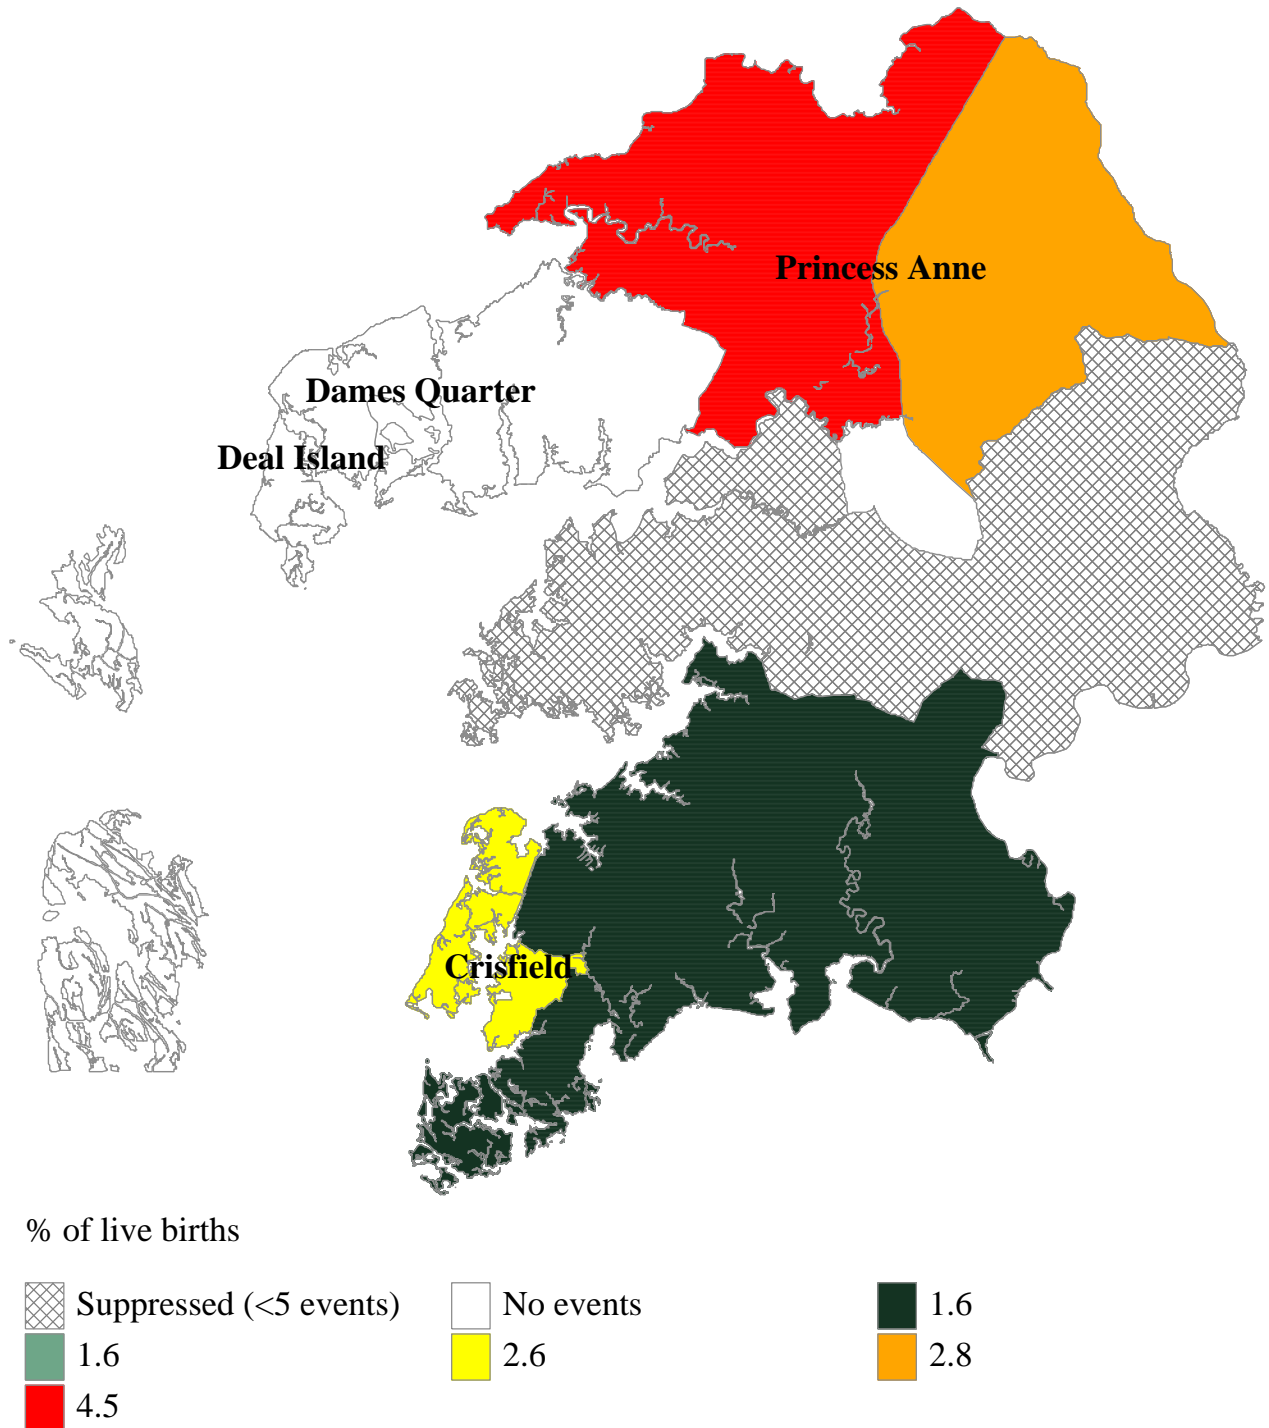 Princess Anne
Dames Quarter
Deal Island
Crisfield
% of live births
Suppressed (<5 events)
No events
1.6
1.6
2.6
2.8
4.5